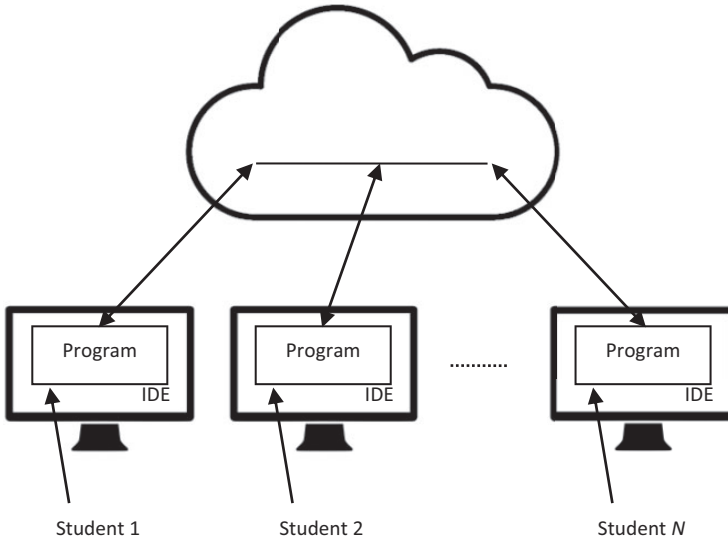 Program
IDE
Program
IDE
...........
Program
IDE
Student 1
Student 2
Student N